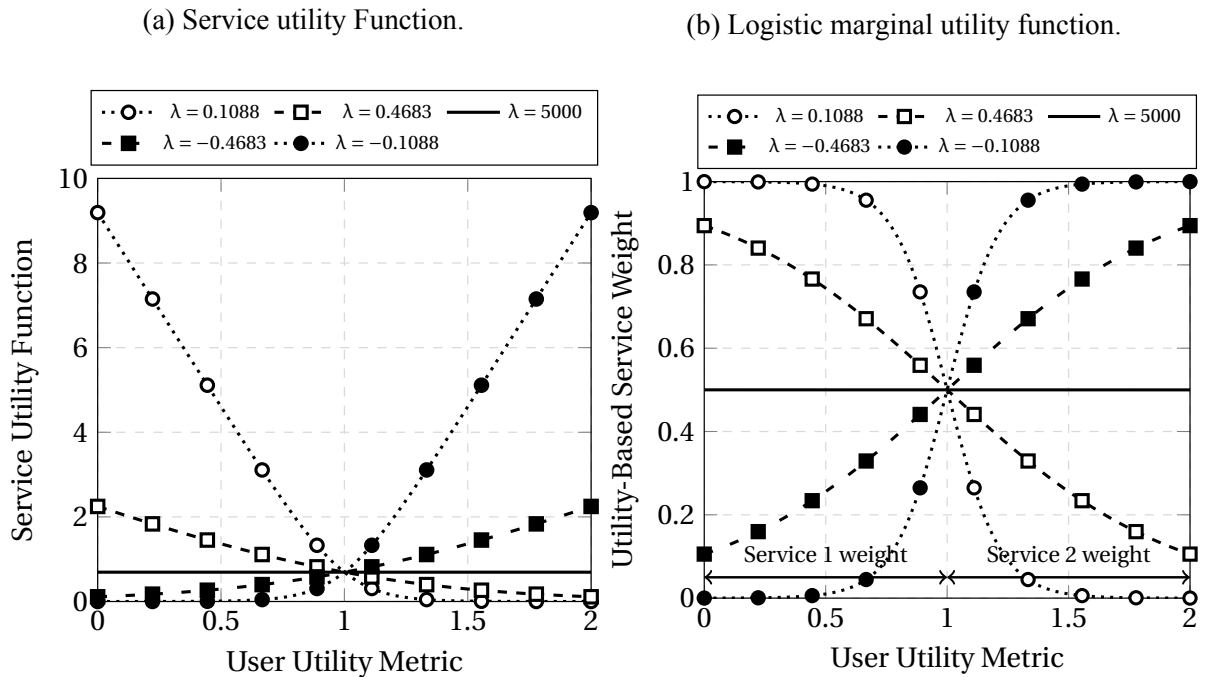 (a) Service utility Function.
λ = 0.1088 λ = 0.4683 λ = 5000
λ = −0.4683 λ = −0.1088
10
8
6
4
2
0
0 0.5 1 1.5 2
Service Utility Function
User Utility Metric
(b) Logistic marginal utility function.
λ = 0.1088 λ = 0.4683 λ = 5000
λ = −0.4683 λ = −0.1088
1
0.8
0.6
0.4
0.2
0
0 0.5 1 1.5 2
Utility-Based Service Weight
Service 1 weight Service 2 weight
User Utility Metric